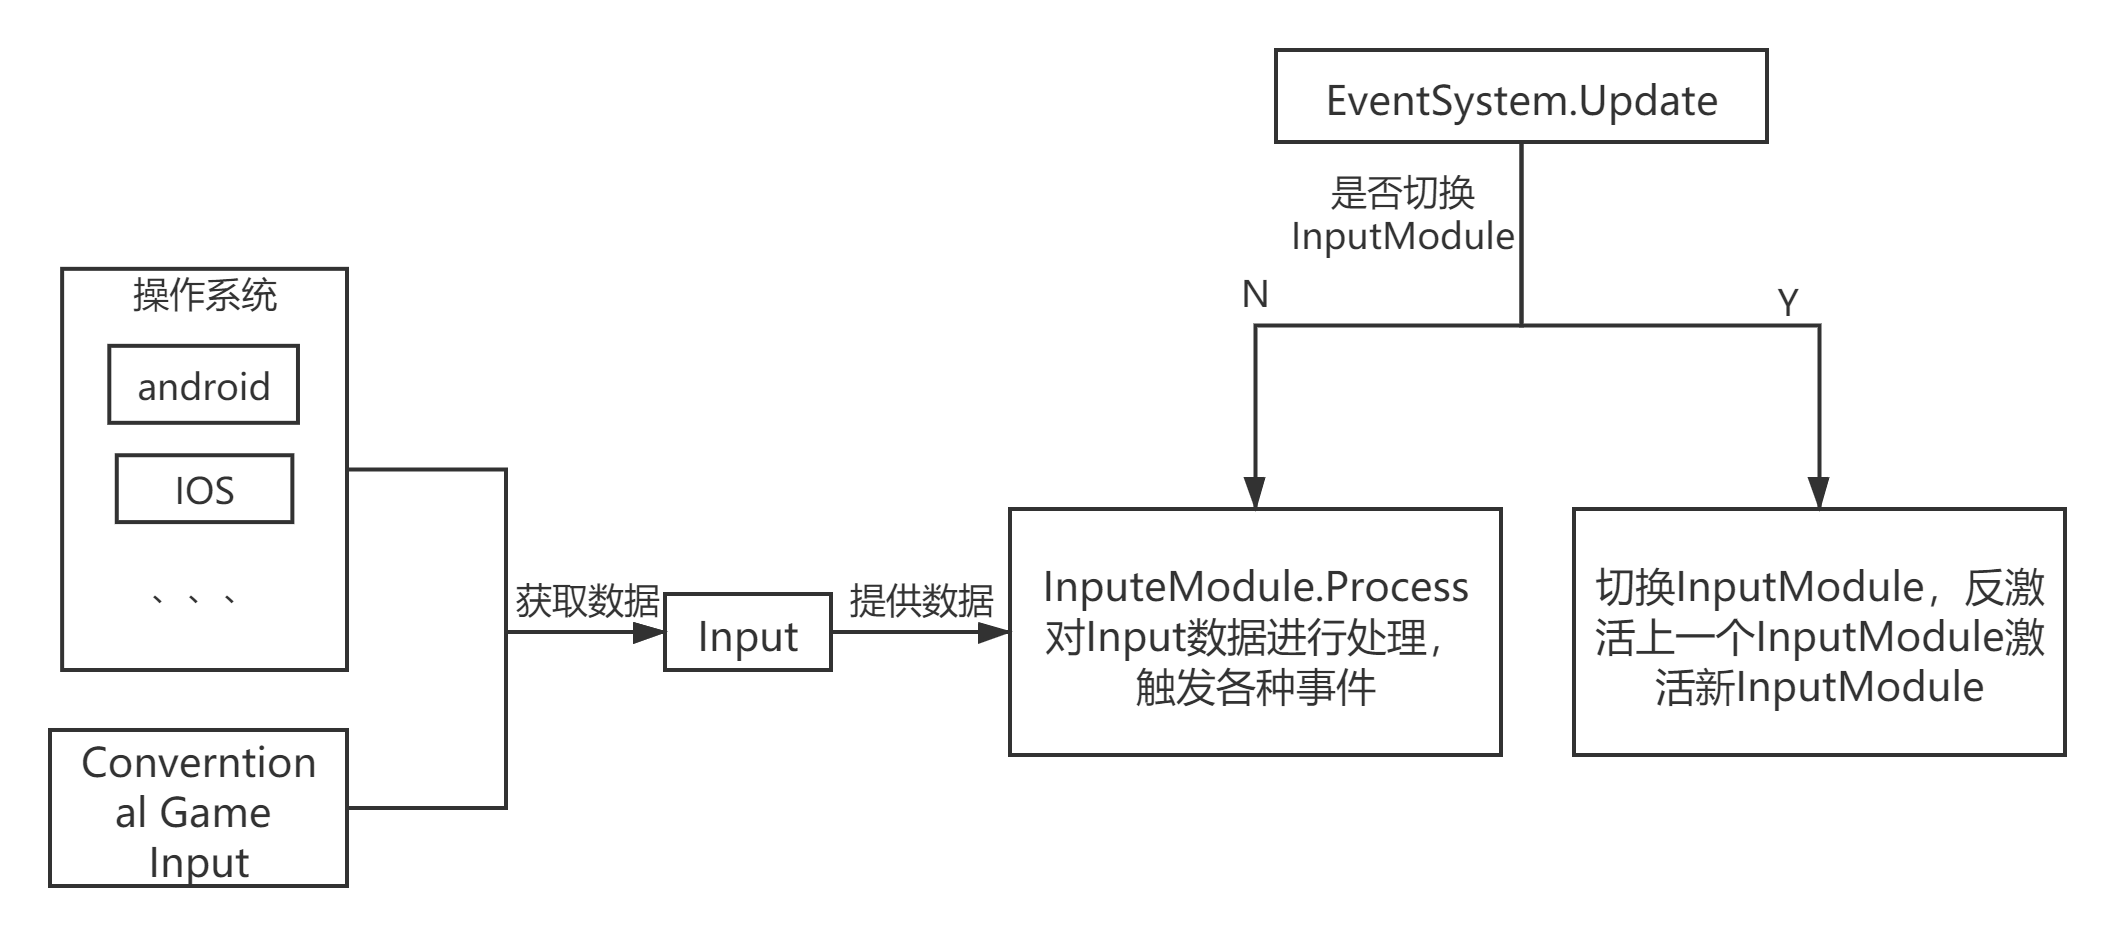 EventSystem.Update
是否切换
InputModule
N
Y
操作系统
android
IOS
、、、
Converntion
al Game
Input
获取数据
Input
提供数据
InputeModule.Process
对Input数据进行处理，
触发各种事件
切换InputModule，反激
活上一个InputModule激
活新InputModule